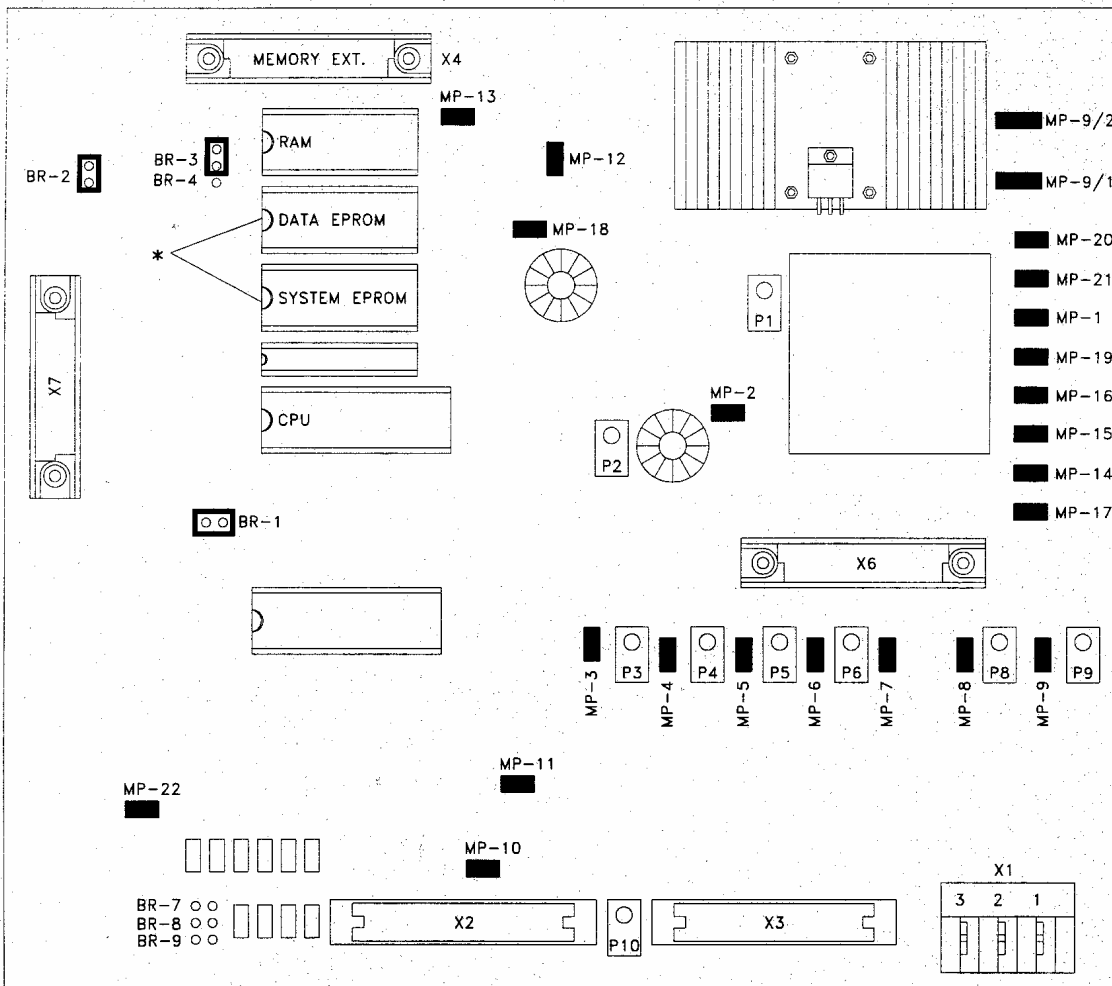 MEMORY EXT.
X4
MP-13
RAM
BR-3
BR-4
BR-2
MP-12
MP-9/2
MP-9/1
DATA EPROM
*
MP-18
MP-20
MP-21
SYSTEM EPROM
P1
MP-1
MP-19
X7
MP-2
MP-16
CPU
MP-15
P2
MP-14
MP-17
BR-1
X6
MP-3
P3
MP-4
P4
MP-5
P5
MP-6
P6
MP-7
MP-8
P8
MP-9
P9
MP-11
MP-22
MP-10
X1
3 2 1
BR-7
BR-8
BR-9
X2
P10
X3